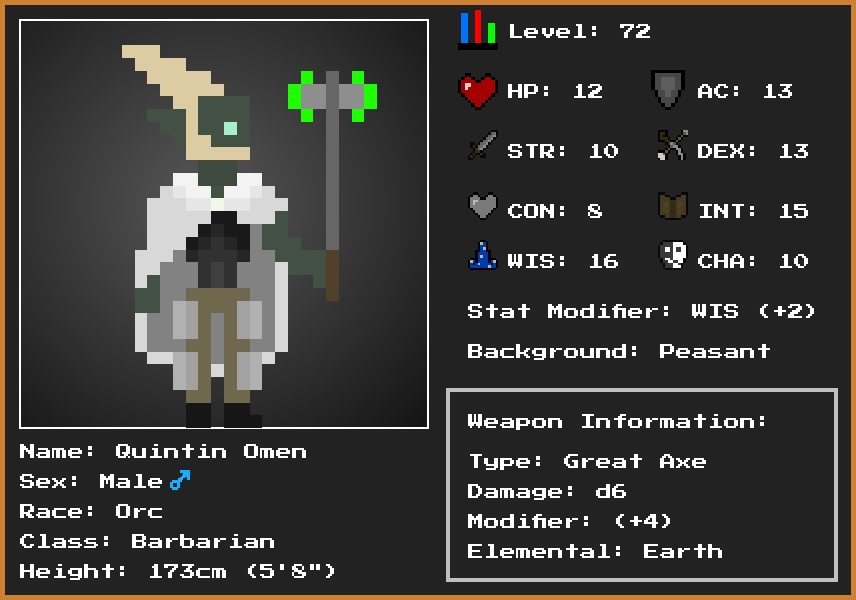 Level: 72
HP: 12
AC: 13
STR: 10
DEX: 13
CON: 8
INT: 15
WIS: 16
CHA: 10
Stat Modifier: WIS (+2)
Background: Peasant
Weapon Information:
Type: Great Axe
Damage: d6
Modifier: (+4)
Elemental: Earth
Name: Quintin Omen
Sex: Male ♂
Race: Orc
Class: Barbarian
Height: 173cm (5'8")